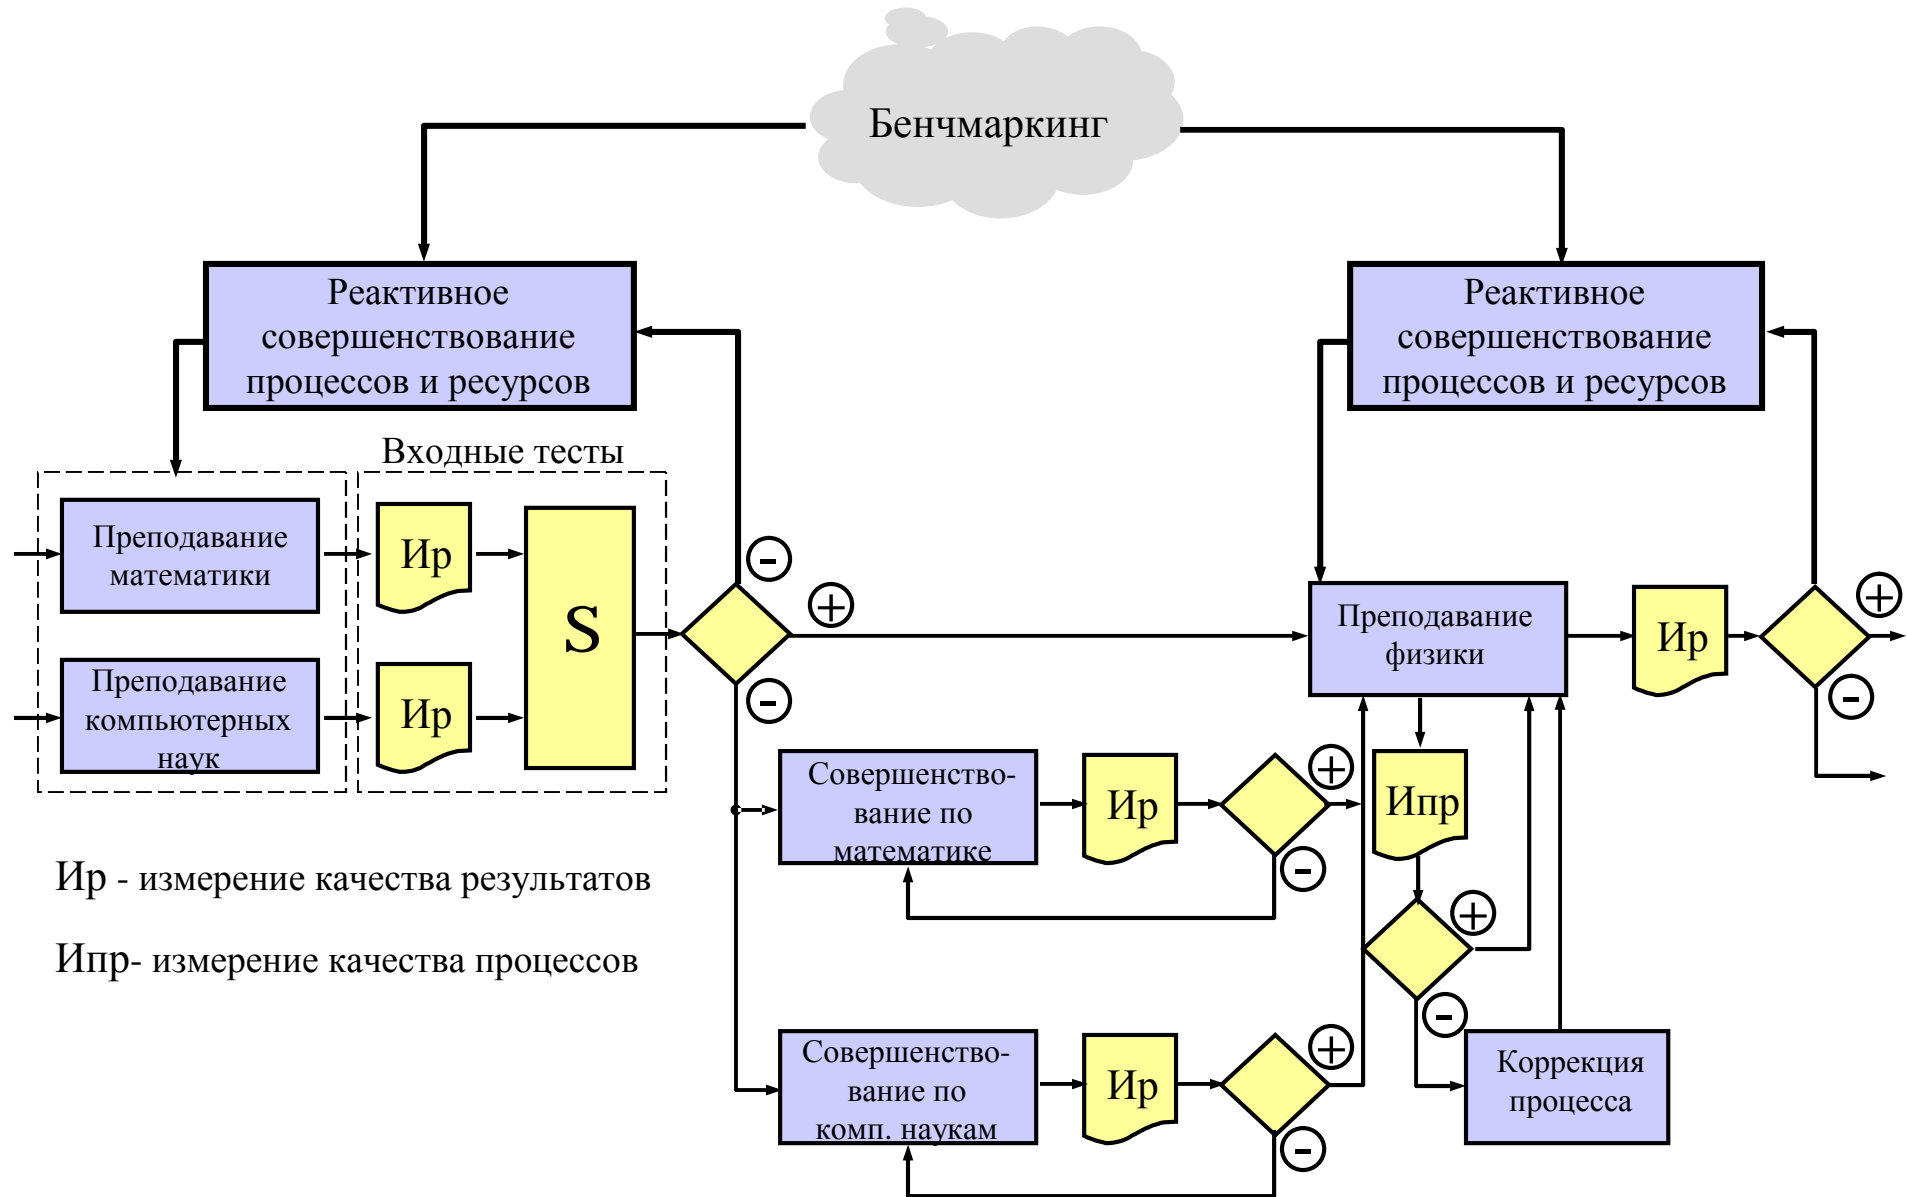 Бенчмаркинг
Реактивное
совершенствование
процессов и ресурсов
Реактивное
совершенствование
процессов и ресурсов
Входные тесты
Преподавание
математики
Ир
S
-
+
Преподавание
физики
Ир
+
-
Преподавание
компьютерных
наук
Ир
-
Совершенство-
вание по
математике
Ир
+
-
Ипр
+
-
Ир - измерение качества результатов
Ипр- измерение качества процессов
Совершенство-
вание по
комп. наукам
Ир
+
-
Коррекция
процесса